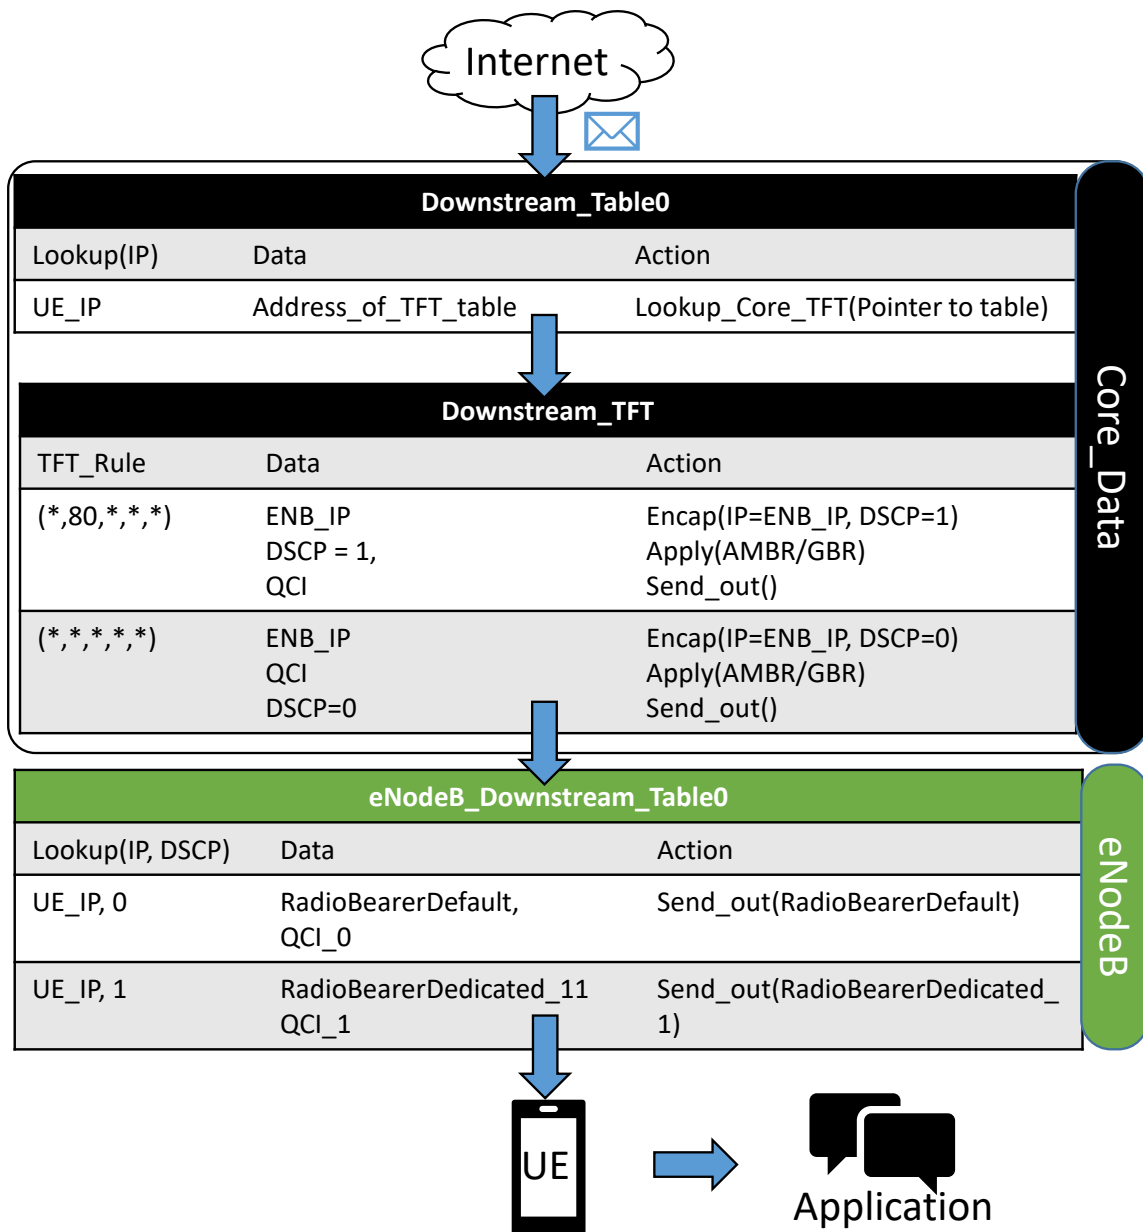 Internet
Downstream_Table0
Lookup(IP) Data Action
UE_IP Address_of_TFT_table Lookup_Core_TFT(Pointer to table)
Downstream_TFT
TFT_Rule Data Action
(*,80,*,*,*) ENB_IP Encap(IP=ENB_IP, DSCP=1)
DSCP = 1, Apply(AMBR/GBR)
QCI Send_out()
(*,*,*,*,*) ENB_IP Encap(IP=ENB_IP, DSCP=0)
QCI Apply(AMBR/GBR)
DSCP=0 Send_out()
Core_Data
eNodeB_Downstream_Table0
Lookup(IP, DSCP) Data Action
UE_IP, 0 RadioBearerDefault, Send_out(RadioBearerDefault)
QCI_0
UE_IP, 1 RadioBearerDedicated_11 Send_out(RadioBearerDedicated_
QCI_1 1)
eNodeB
UE
Application